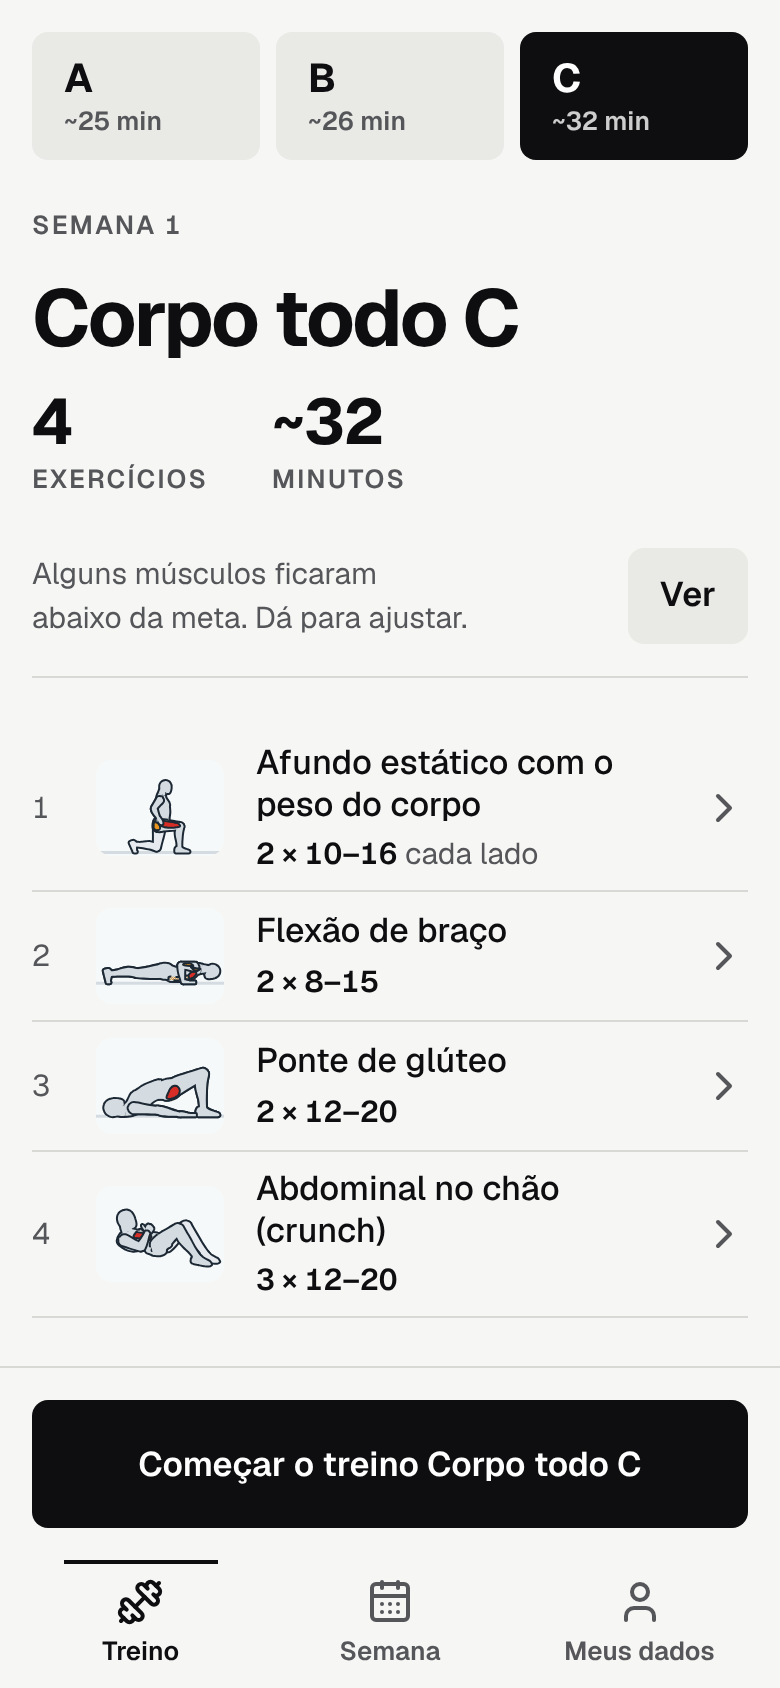 A
~25 min
B
~26 min
C
~32 min
SEMANA 1
Corpo todo C
4
EXERCÍCIOS
~32
MINUTOS
Alguns músculos ficaram
abaixo da meta. Dá para ajustar.
Ver
1
Afundo estático com o
peso do corpo
2 × 10–16 cada lado
2
Flexão de braço
2 × 8–15
3
Ponte de glúteo
2 × 12–20
4
Abdominal no chão
(crunch)
3 × 12–20
Começar o treino Corpo todo C
Treino
Semana
Meus dados